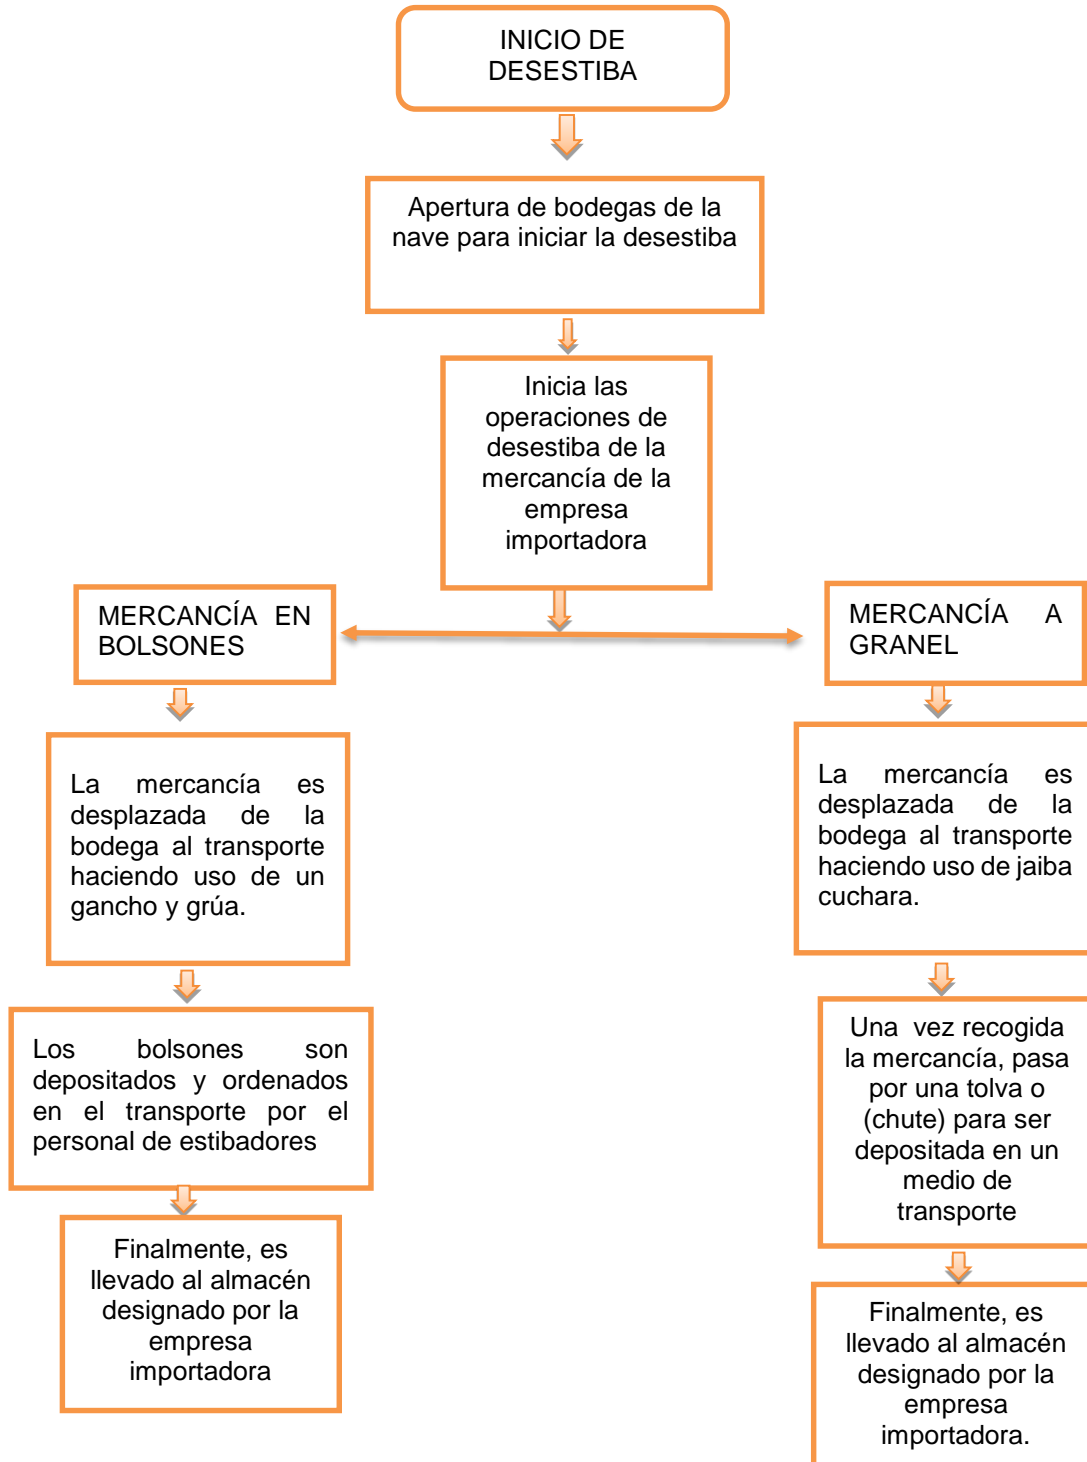 INICIO DE
DESESTIBA
Apertura de bodegas de la
nave para iniciar la desestiba
Inicia las
operaciones de
desestiba de la
mercancía de la
empresa
importadora
MERCANCÍA EN
BOLSONES
La mercancía es
desplazada de la
bodega al transporte
haciendo uso de un
gancho y grúa.
Los bolsones son
depositados y ordenados
en el transporte por el
personal de estibadores
Finalmente, es
llevado al almacén
designado por la
empresa
importadora
MERCANCÍA A
GRANEL
La mercancía es
desplazada de la
bodega al transporte
haciendo uso de jaiba
cuchara.
Una vez recogida
la mercancía, pasa
por una tolva o
(chute) para ser
depositada en un
medio de
transporte
Finalmente, es
llevado al almacén
designado por la
empresa
importadora.